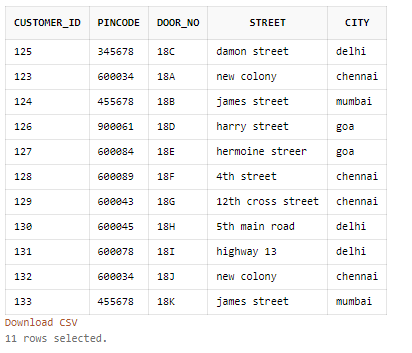 CUSTOMER_ID PINCODE DOOR_NO STREET CITY
125 345678 18C damon street delhi
123 600034 18A new colony chennai
124 455678 18B james street mumbai
126 900061 18D harry street goa
127 600084 18E hermoine streer goa
128 600089 18F 4th street chennai
129 600043 18G 12th cross street chennai
130 600045 18H 5th main road delhi
131 600078 18I highway 13 delhi
132 600034 18J new colony chennai
133 455678 18K james street mumbai
Download CSV
11 rows selected.